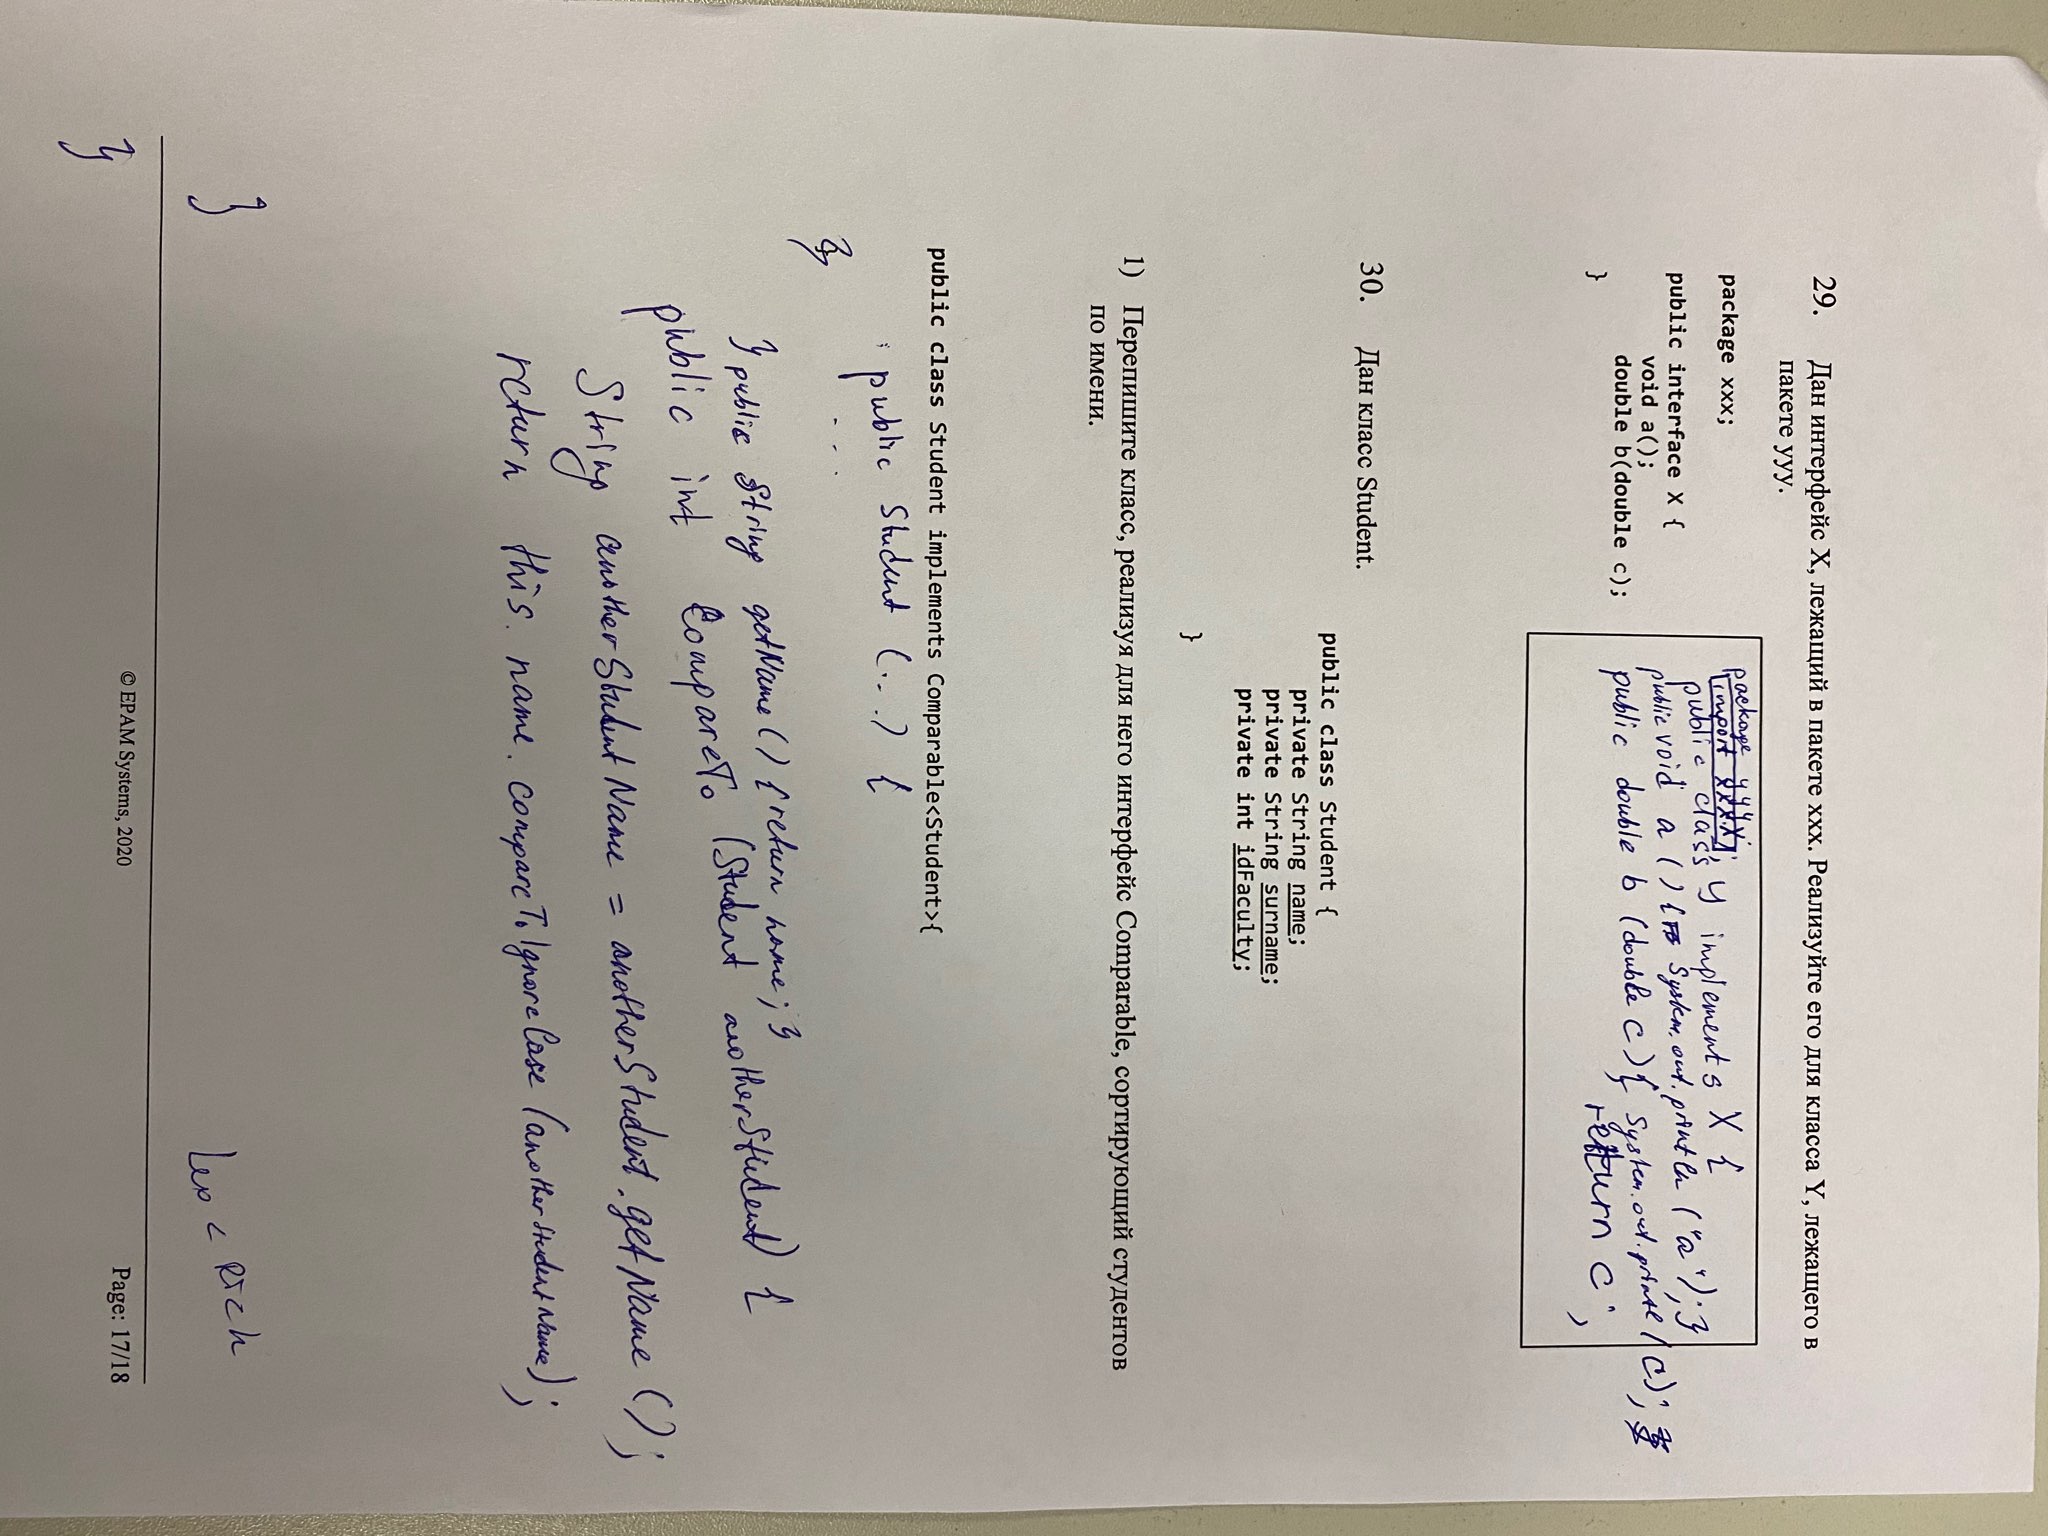 29. Дан интерфейс X, лежащий в пакете xxx. Реализуйте его для класса Y, лежащего в
пакете yyy.
package xxx;
public interface X {
void a();
double b(double c);
}
package yyy;
import xxx.X;
public class Y implements X {
public void a () { System.out.println ("a"); }
public double b (double c) { System.out.println (c);
return c;
30. Дан класс Student.
public class Student {
private String name;
private String surname;
private int idFaculty;
}
1) Перепишите класс, реализуя для него интерфейс Comparable, сортирующий студентов
по имени.
public class Student implements Comparable<Student>{
public Student (...) {
...
}
} public String getName () { return name; }
public int CompareTo (Student anotherStudent) {
String anotherStudentName = anotherStudent.getName ();
return this.name.compareToIgnoreCase (anotherStudentName);
}
}
© EPAM Systems, 2020
Page: 17/18